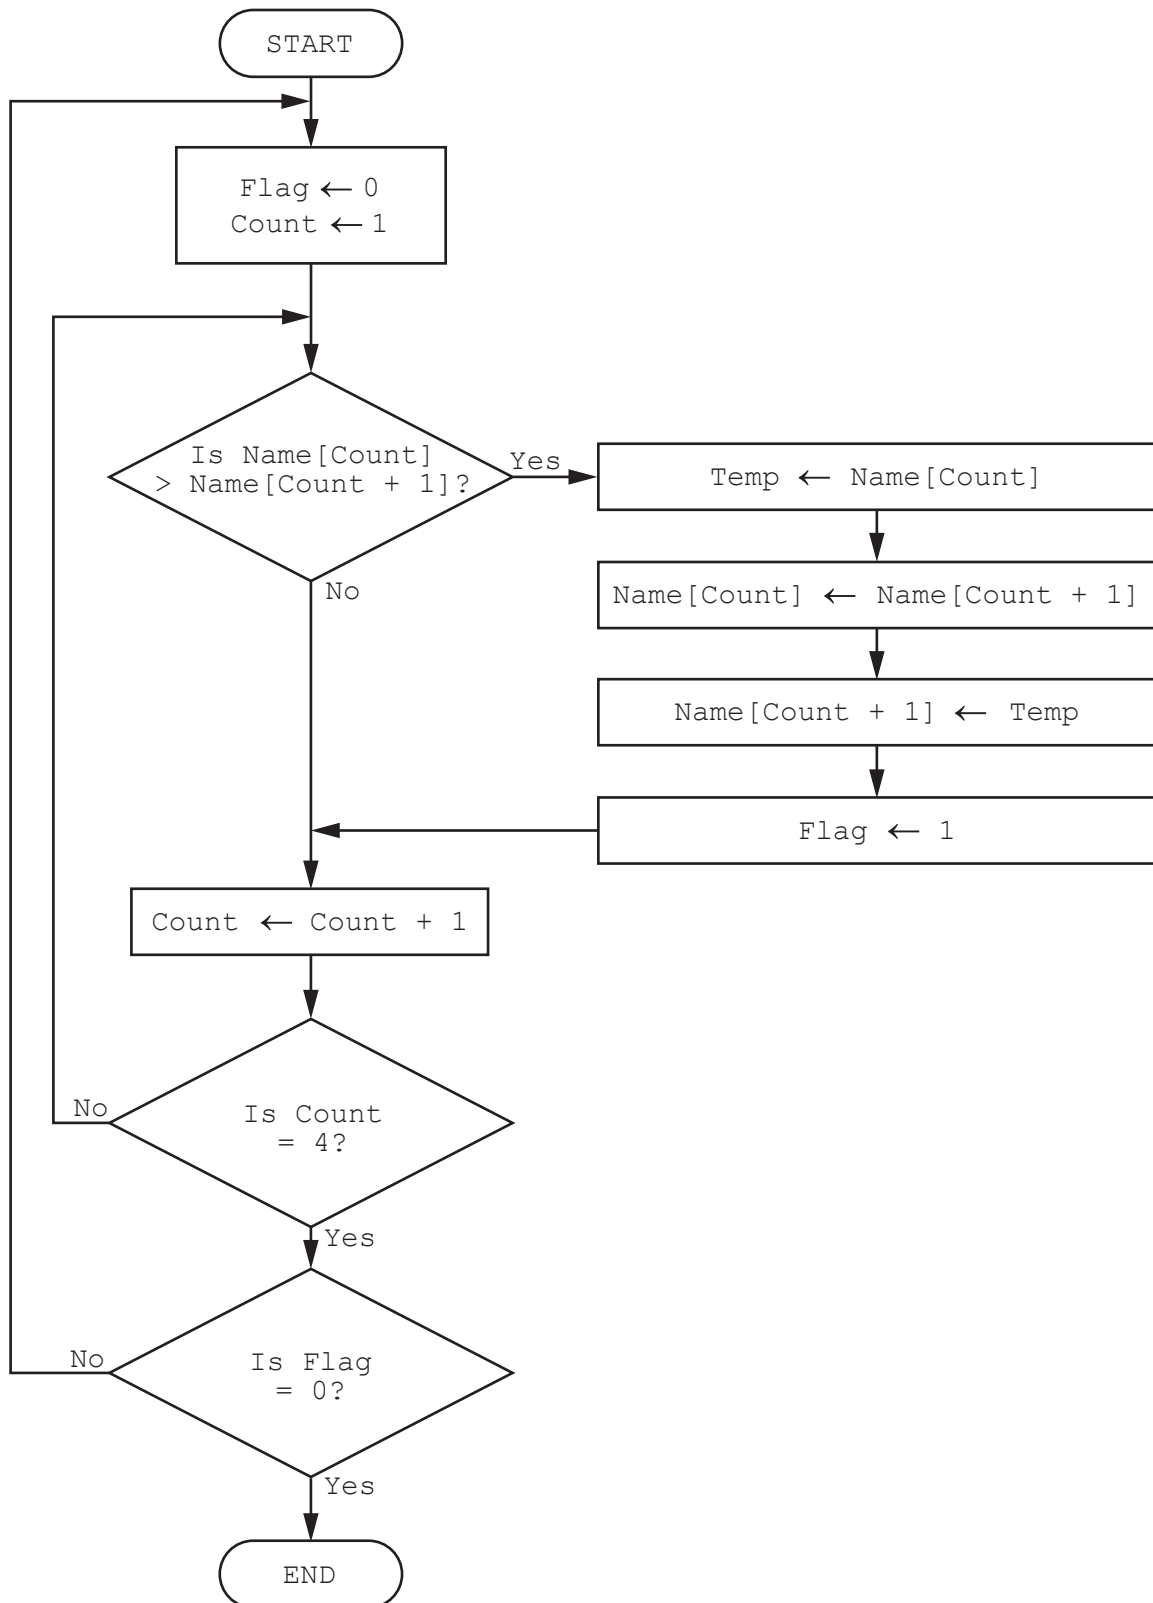 START
Flag ← 0
Count ← 1
Is Name[Count]
> Name[Count + 1]?
Yes
No
Temp ← Name[Count]
Name[Count] ← Name[Count + 1]
Name[Count + 1] ← Temp
Flag ← 1
Count ← Count + 1
Is Count
= 4?
No
Yes
Is Flag
= 0?
No
Yes
END